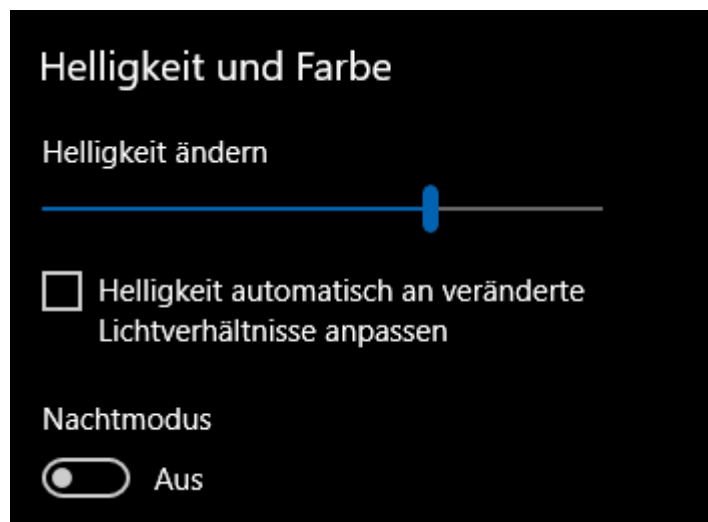 Helligkeit und Farbe
Helligkeit ändern
Helligkeit automatisch an veränderte
Lichtverhältnisse anpassen
Nachtmodus
Aus